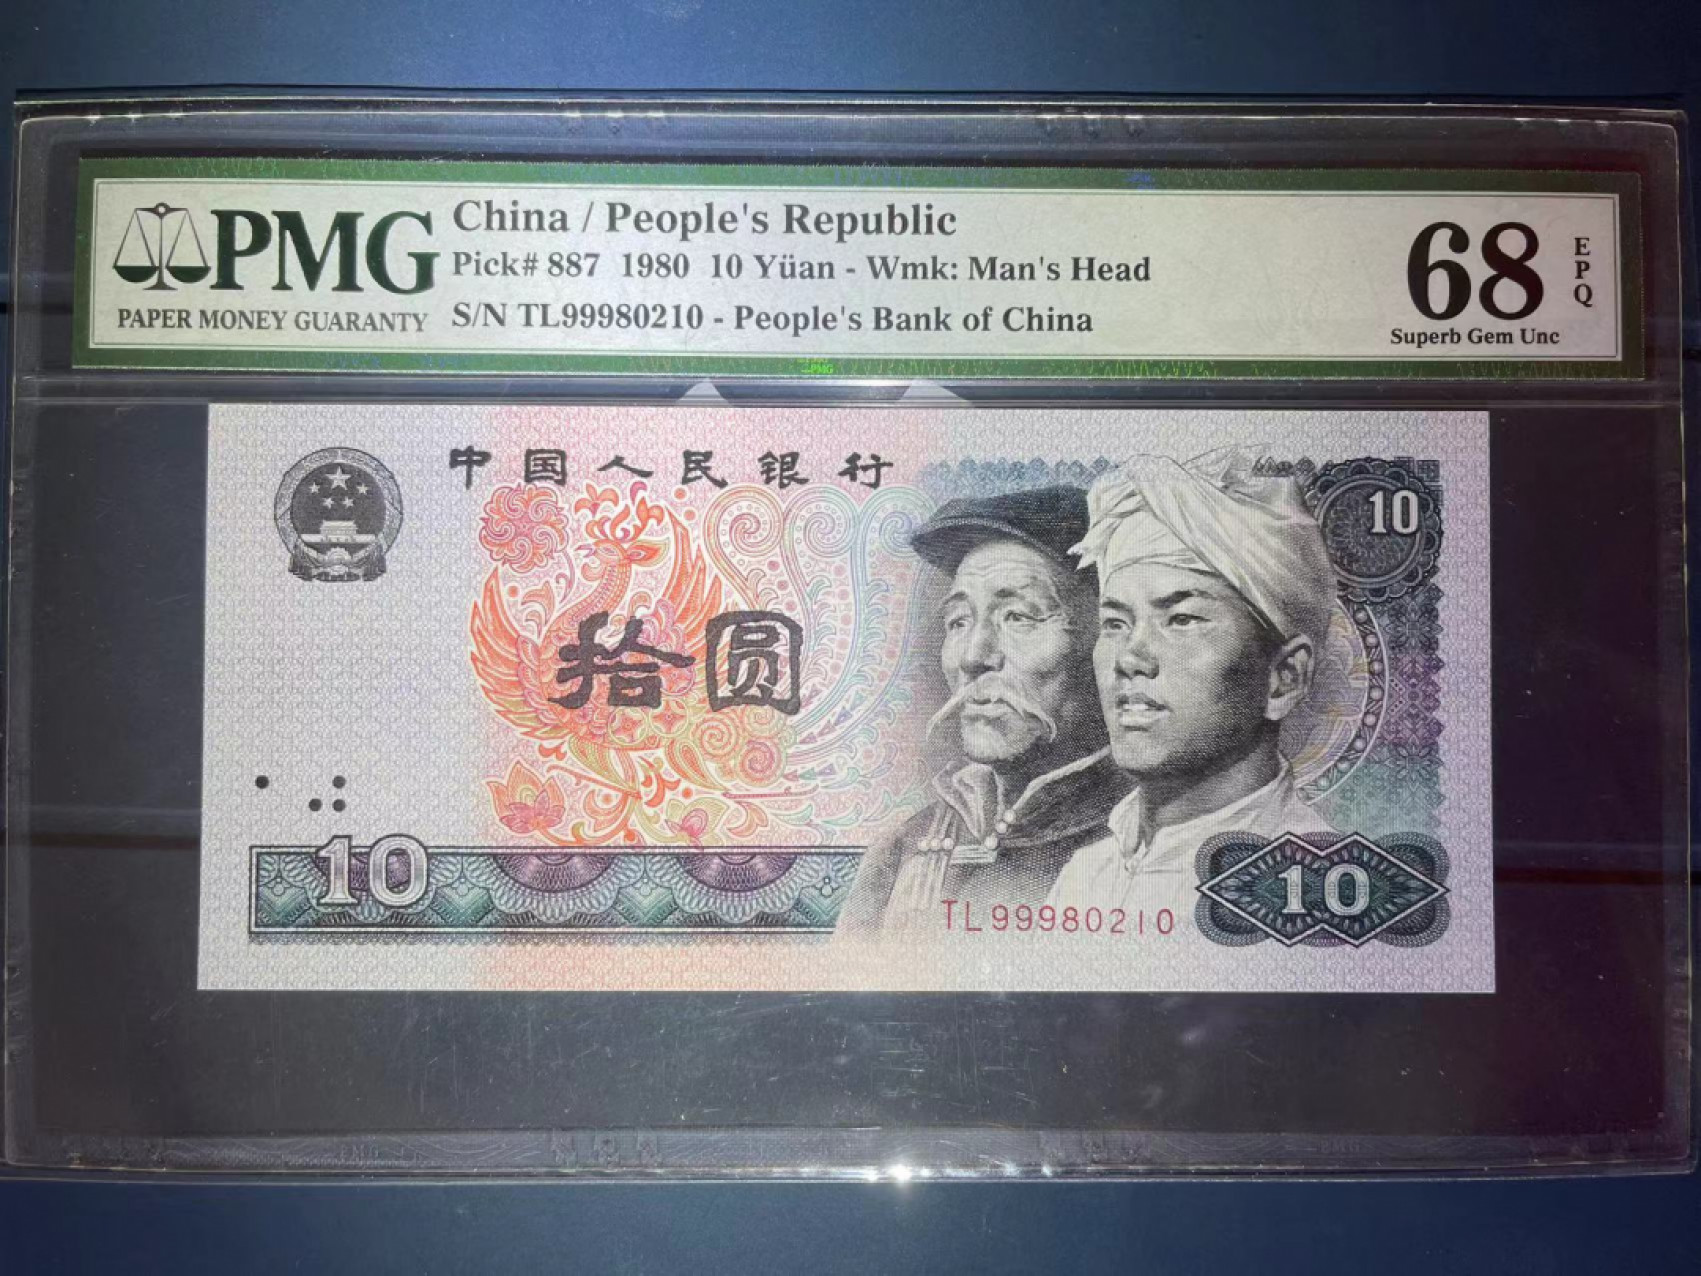 PMG
PAPER MONEY GUARANTY
China / People's Republic
Pick# 887 1980 10 Yüan - Wmk: Man's Head
S/N TL99980210 - People's Bank of China
68
EPQ
Superb Gem Unc
PMG
中国人民银行
10
拾圆
10
TL99980210
10